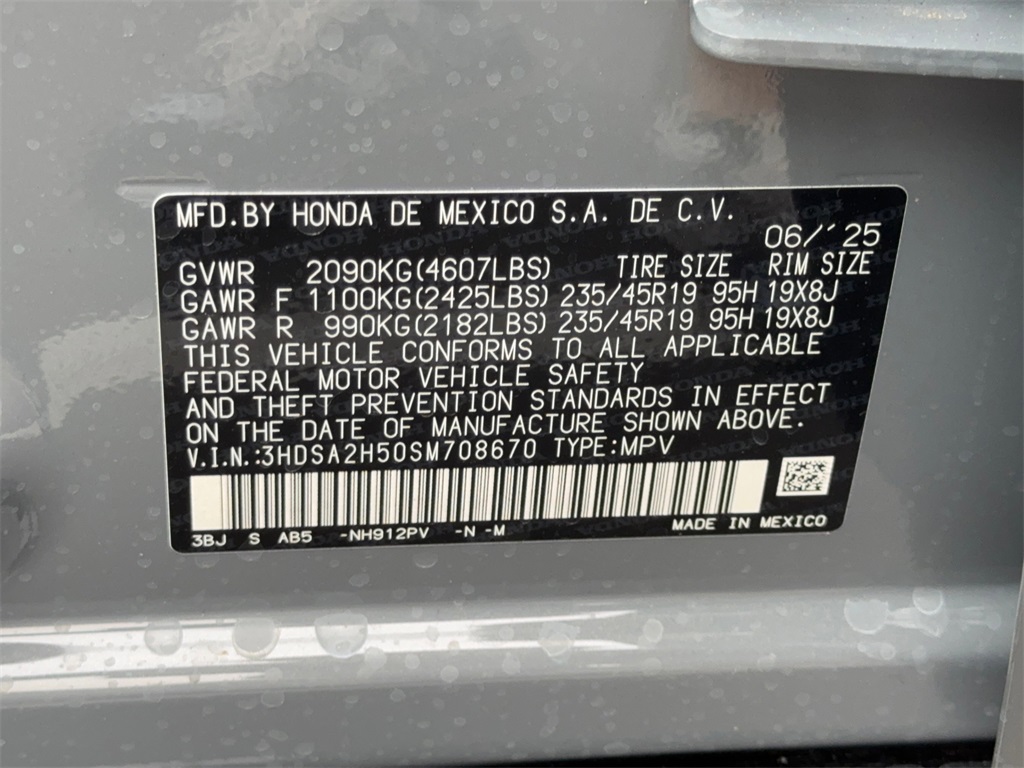 MFD.BY HONDA DE MEXICO S.A. DE C.V.
06/'25
GVWR 2090KG(4607LBS) TIRE SIZE RIM SIZE
GAWR F 1100KG(2425LBS) 235/45R19 95H 19X8J
GAWR R 990KG(2182LBS) 235/45R19 95H 19X8J
THIS VEHICLE CONFORMS TO ALL APPLICABLE
FEDERAL MOTOR VEHICLE SAFETY
AND THEFT PREVENTION STANDARDS IN EFFECT
ON THE DATE OF MANUFACTURE SHOWN ABOVE.
V.I.N.:3HDSA2H50SM708670 TYPE:MPV
3BJ S AB5 -NH912PV -N -M MADE IN MEXICO